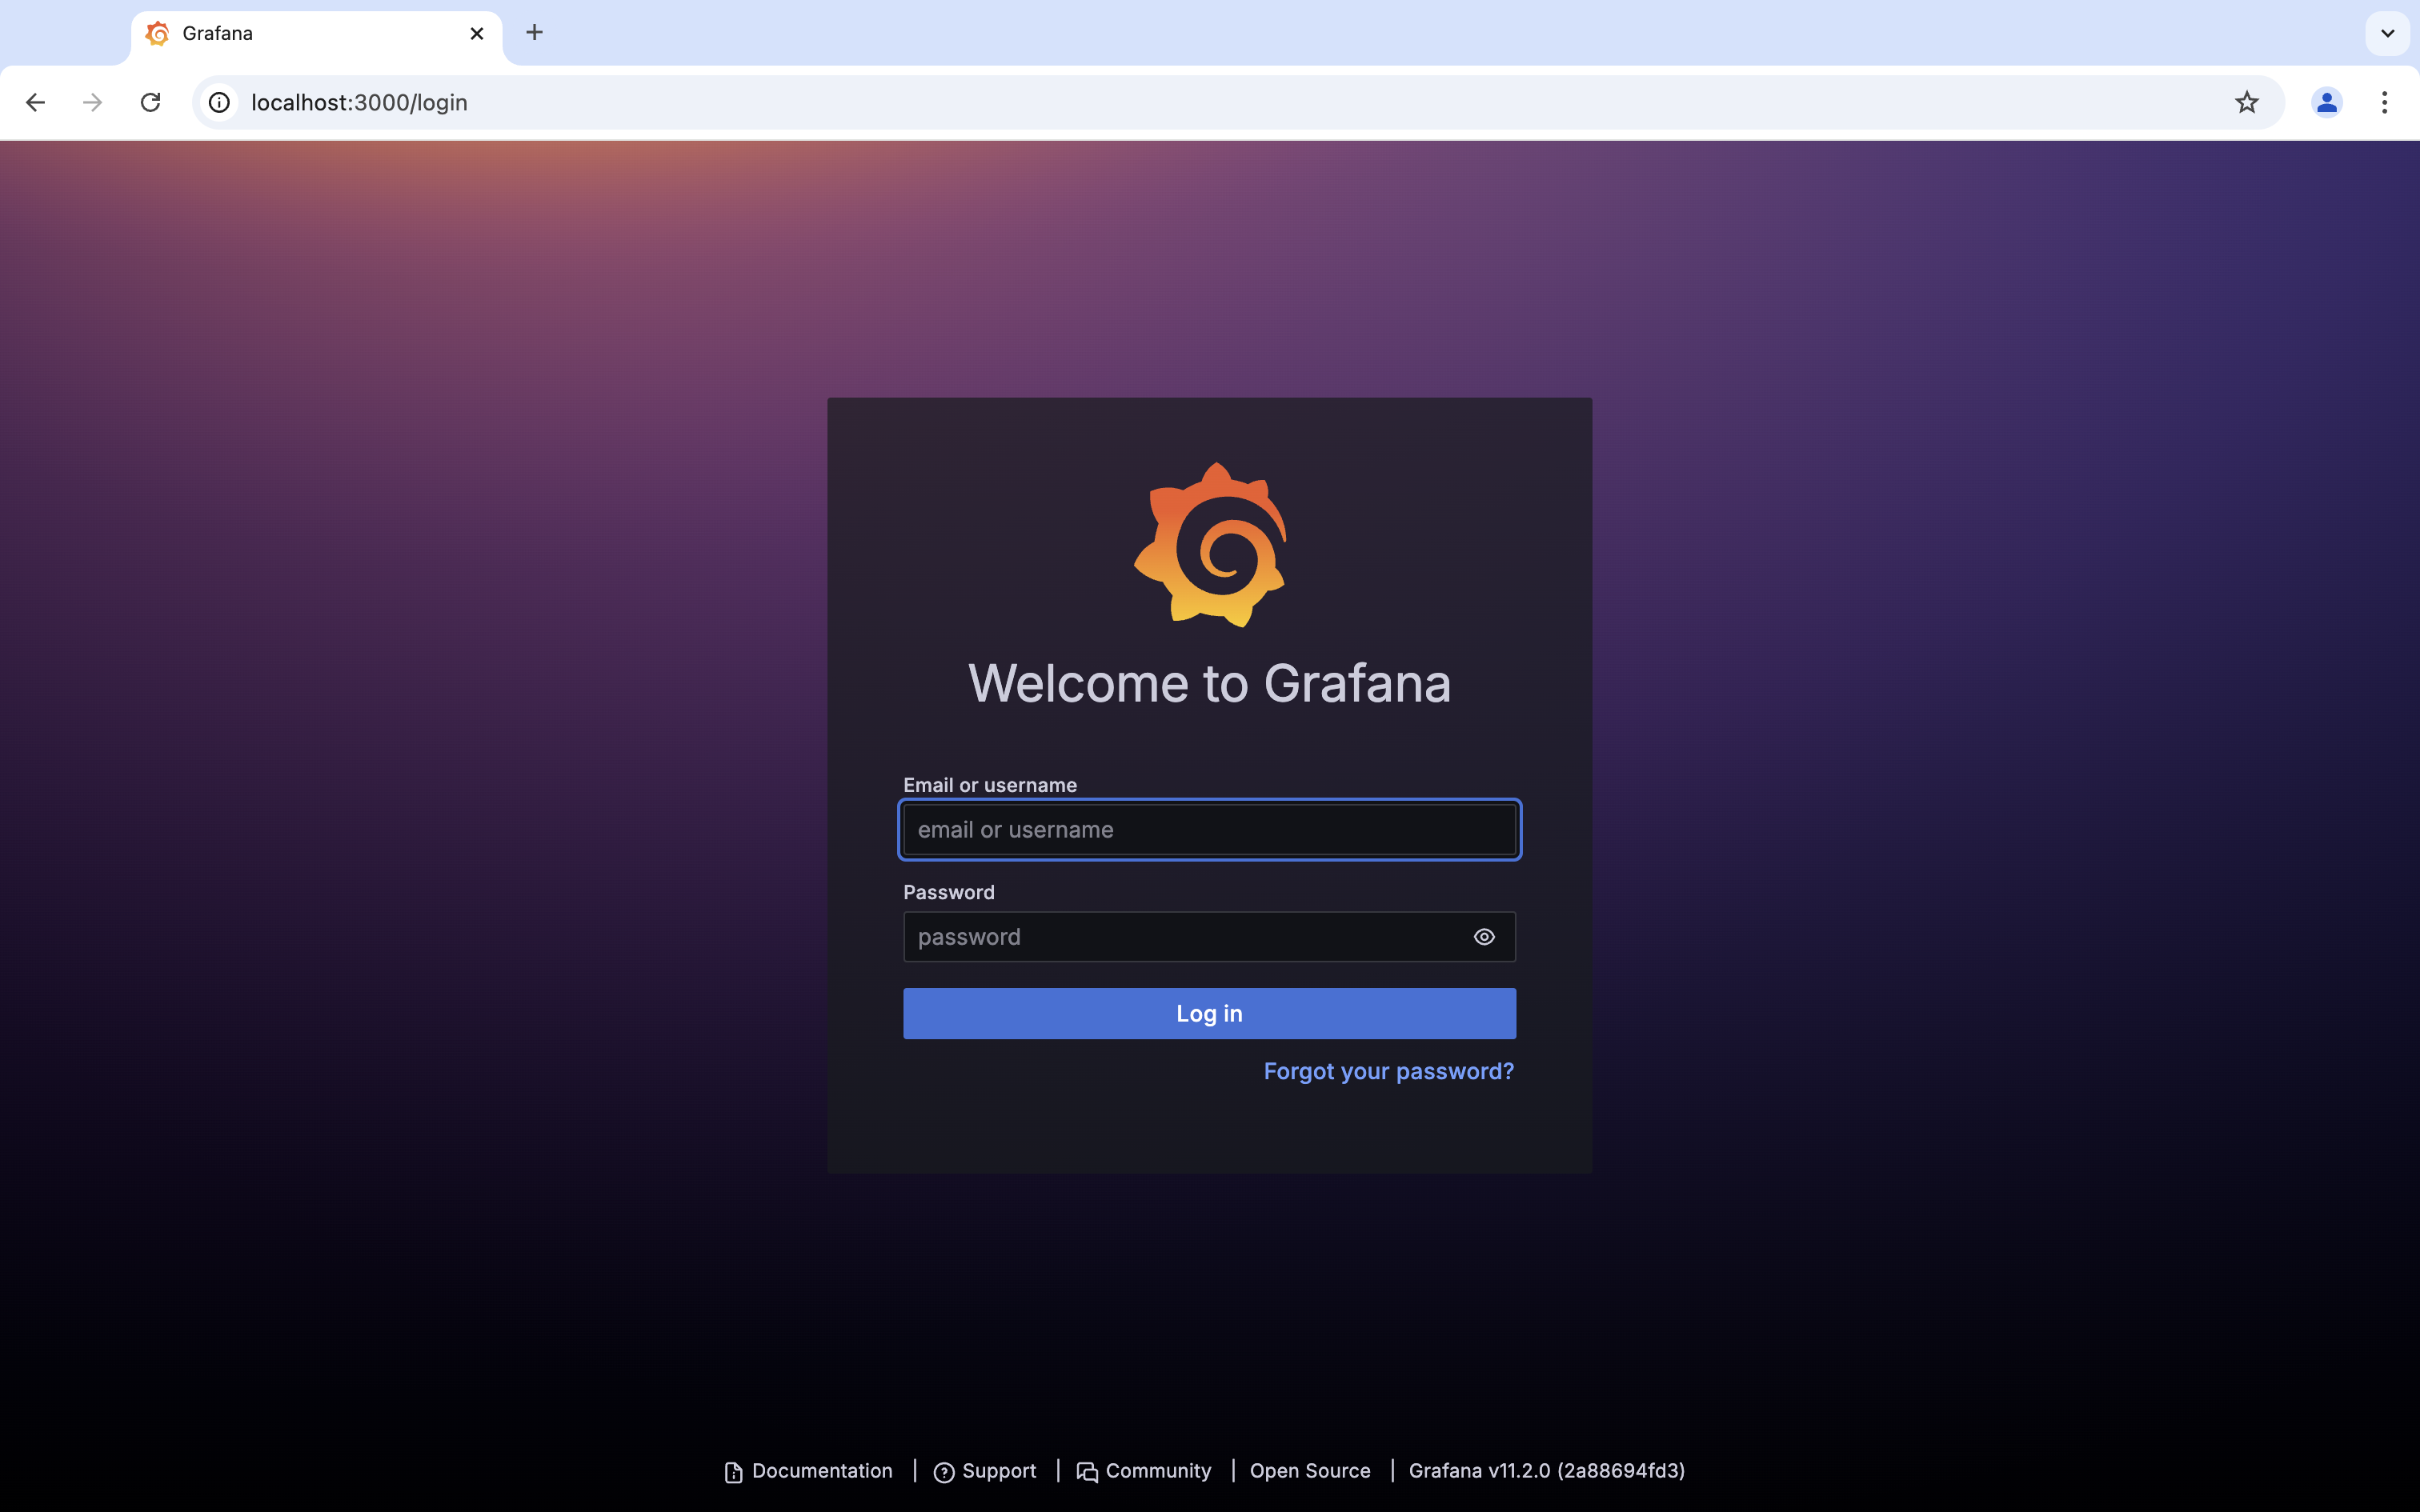 Grafana
localhost:3000/login
Welcome to Grafana
Email or username
email or username
Password
password
Log in
Forgot your password?
Documentation | Support | Community | Open Source | Grafana v11.2.0 (2a88694fd3)